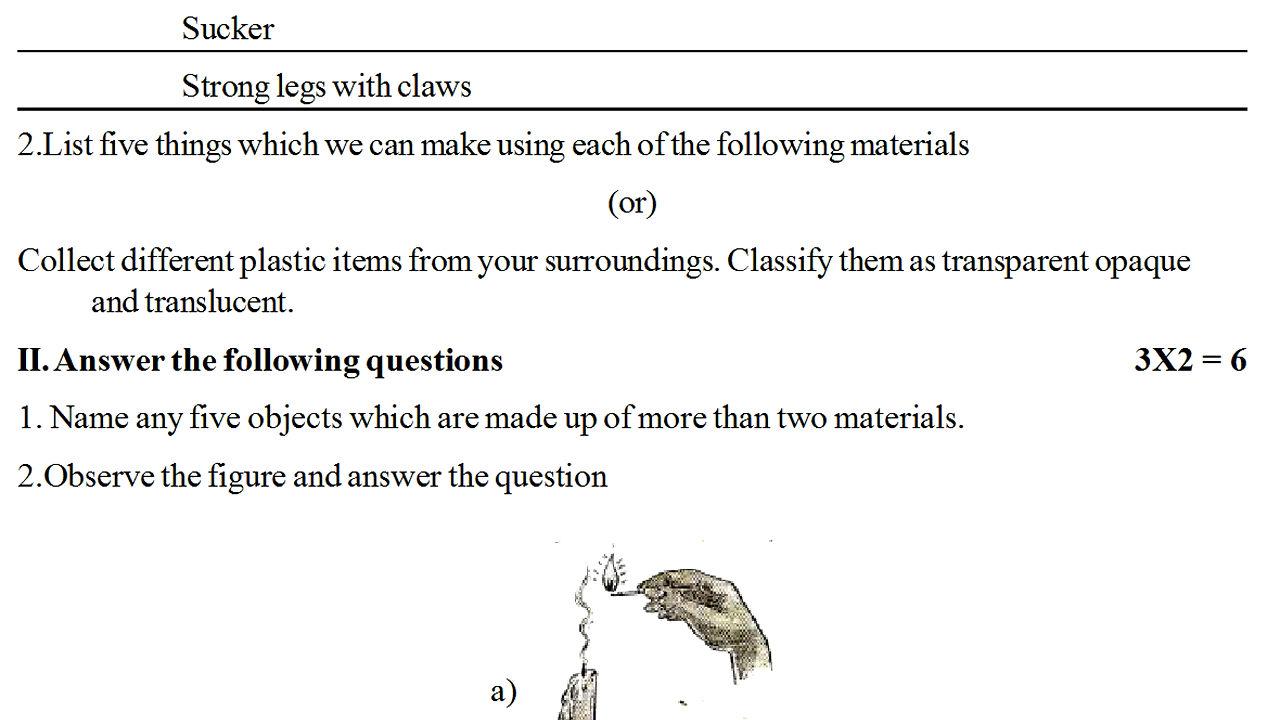 Sucker
Strong legs with claws
2.List five things which we can make using each of the following materials
(or)
Collect different plastic items from your surroundings. Classify them as transparent opaque
and translucent.
II. Answer the following questions 3X2 = 6
1. Name any five objects which are made up of more than two materials.
2.Observe the figure and answer the question
a)